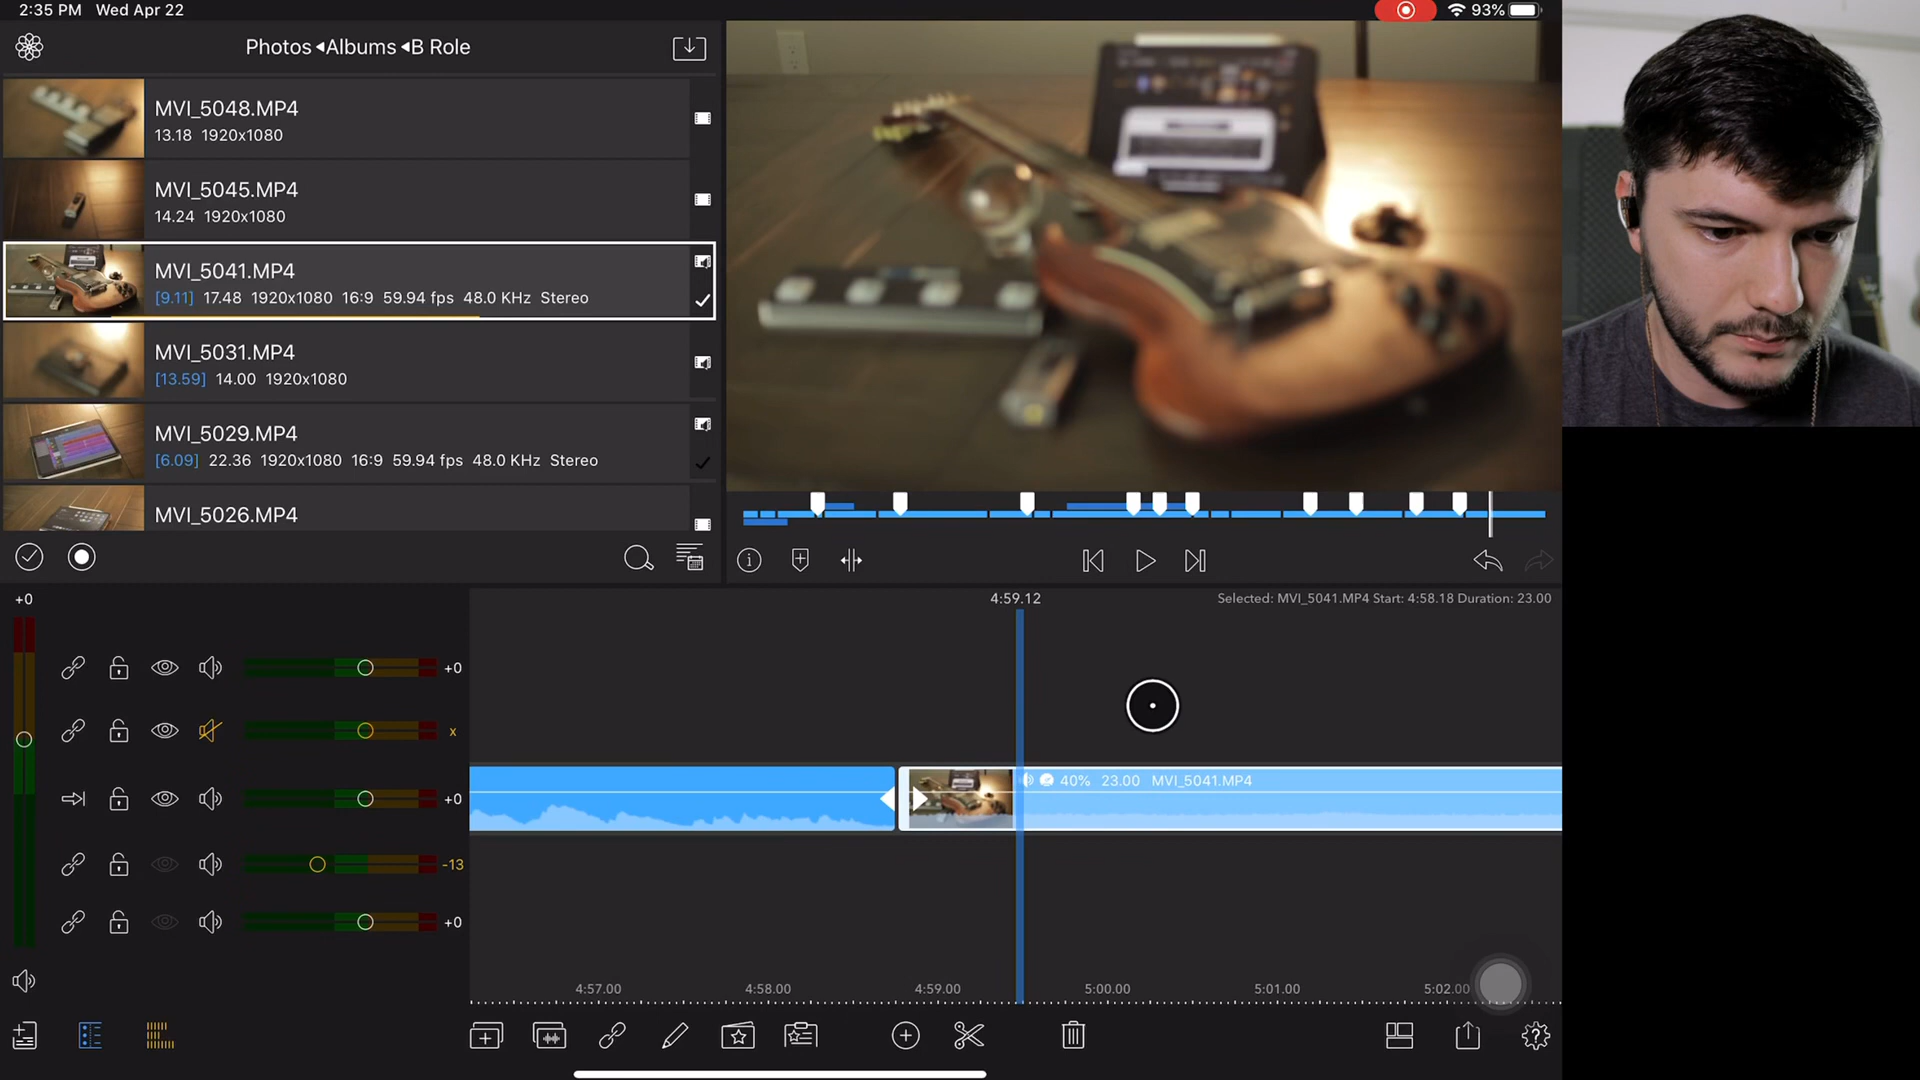 2:35 PM Wed Apr 22
93%
Photos Albums B Role
MVI_5048.MP4
13.18 1920x1080
MVI_5045.MP4
14.24 1920x1080
MVI_5041.MP4
[9.11] 17.48 1920x1080 16:9 59.94 fps 48.0 KHz Stereo
MVI_5031.MP4
[13.59] 14.00 1920x1080
MVI_5029.MP4
[6.09] 22.36 1920x1080 16:9 59.94 fps 48.0 KHz Stereo
MVI_5026.MP4
+0
4:59.12
Selected: MVI_5041.MP4 Start: 4:58.18 Duration: 23.00
+0
x
40% 23.00 MVI_5041.MP4
+0
-13
+0
4:57.00 4:58.00 4:59.00 5:00.00 5:01.00 5:02.00